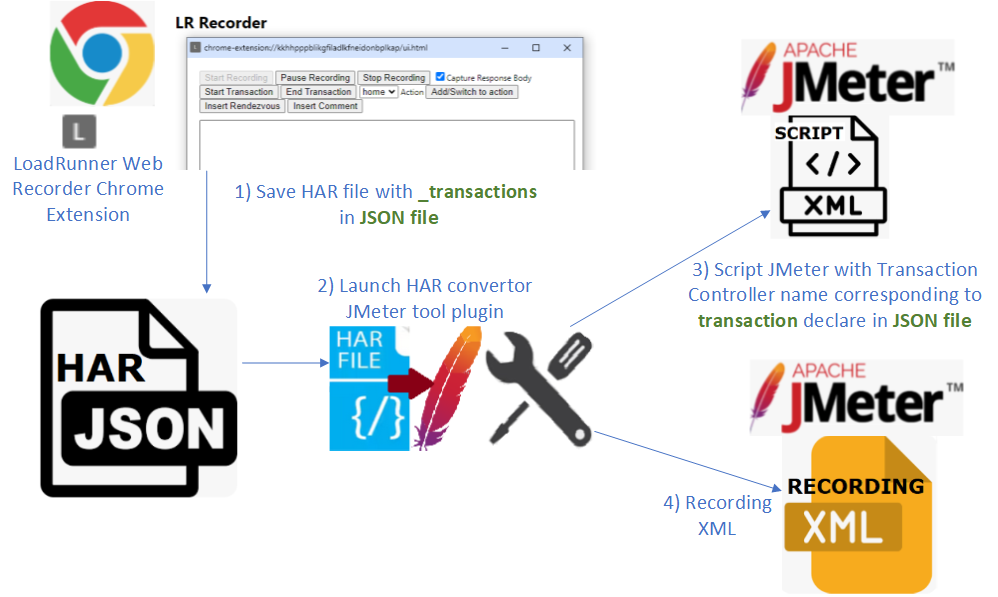 LR Recorder
L chrome-extension://kkhhpppblikgfiladlkfneidonbplkap/ui.html
Start Recording Pause Recording Stop Recording Capture Response Body
Start Transaction End Transaction home Action Add/Switch to action
Insert Rendezvous Insert Comment
L
LoadRunner Web
Recorder Chrome
Extension
1) Save HAR file with _transactions
in JSON file
HAR
JSON
2) Launch HAR convertor
JMeter tool plugin
HAR
FILE
{/}
APACHE
JMeter™
SCRIPT
</>
XML
3) Script JMeter with Transaction
Controller name corresponding to
transaction declare in JSON file
APACHE
JMeter™
4) Recording
XML
RECORDING
XML